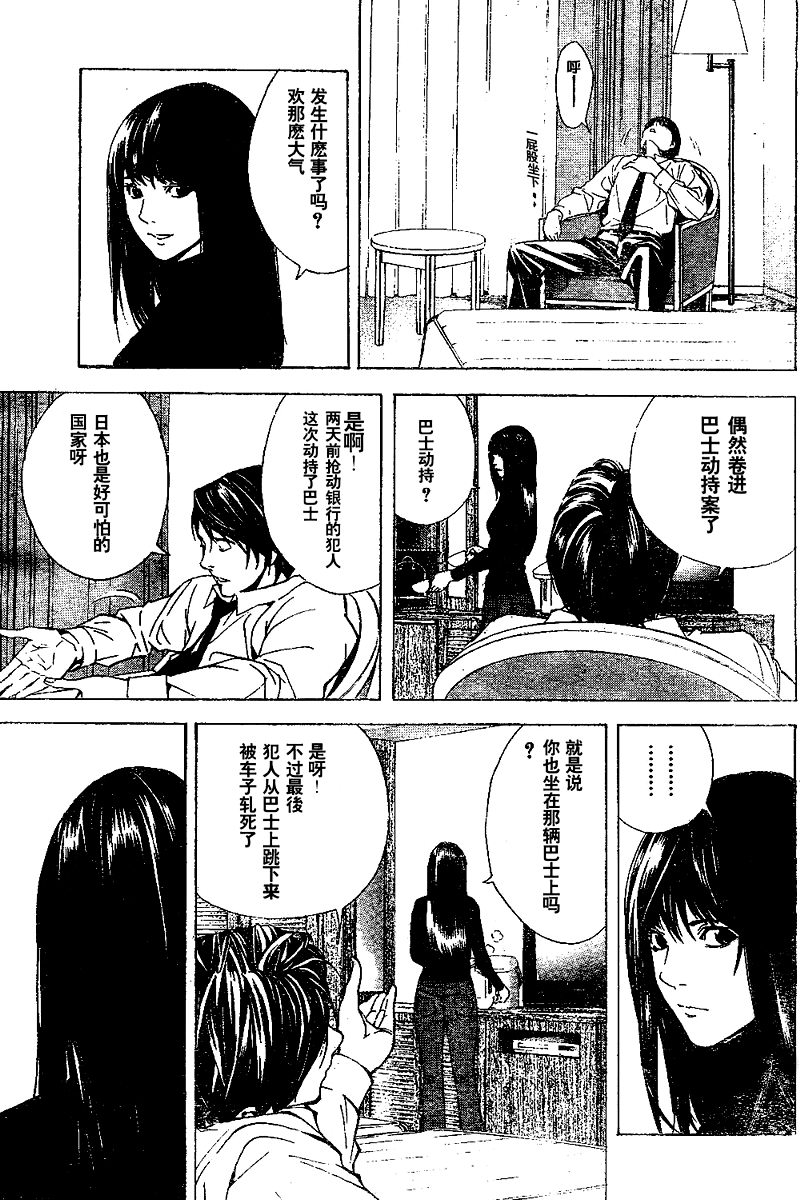 呼——
一屁股坐下‥
发生什麽事了吗？
欢那麽大气
偶然卷进
巴士动持案了
巴士动持？
是啊！
两天前抢动银行的犯人
这次动持了巴士
日本也是好可怕的
国家呀
………
………
就是说
你也坐在那辆巴士上吗
？
是呀！
不过最後
犯人从巴士上跳下来
被车子轧死了